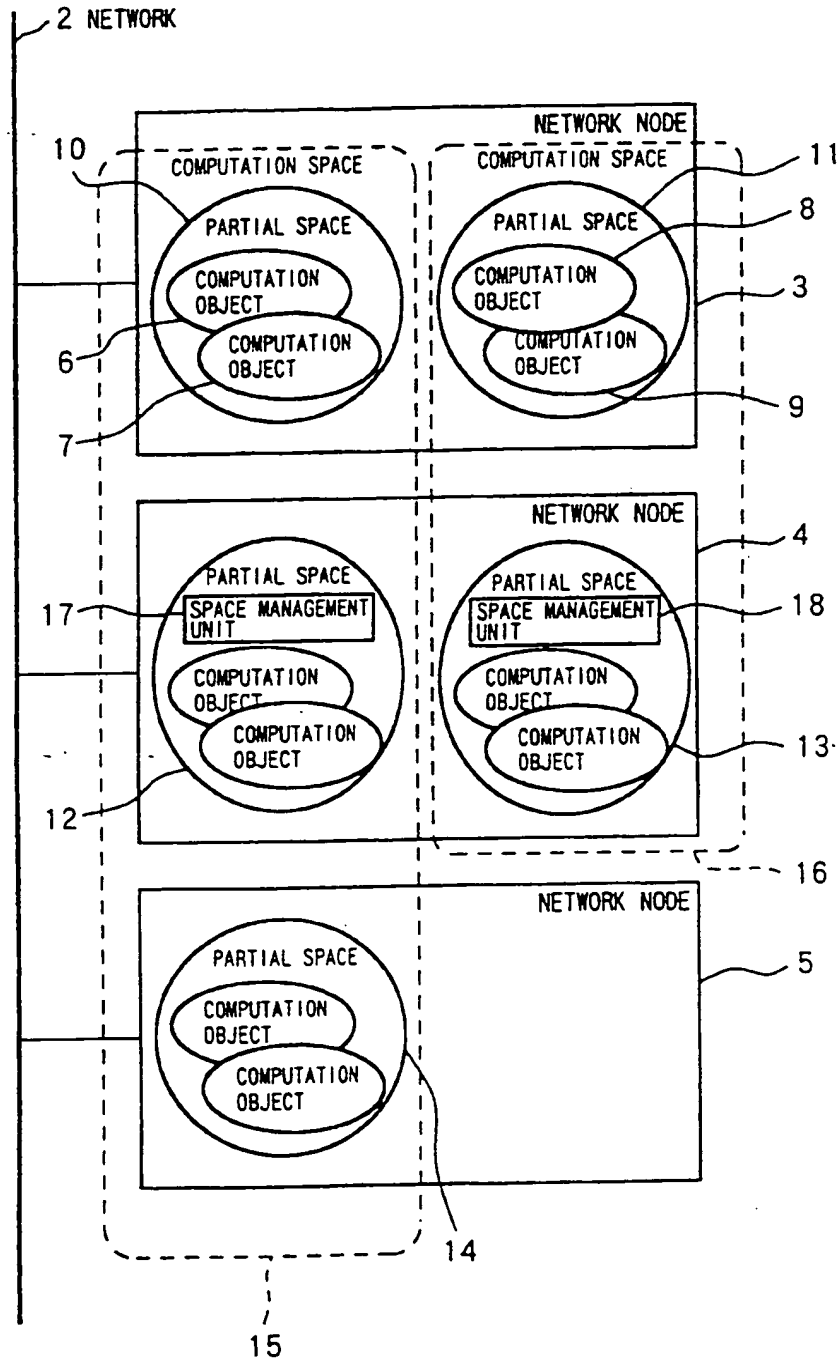 2 NETWORK
NETWORK NODE
10
COMPUTATION SPACE
COMPUTATION SPACE
11
PARTIAL SPACE
PARTIAL SPACE
8
COMPUTATION
OBJECT
COMPUTATION
OBJECT
3
6
COMPUTATION
OBJECT
COMPUTATION
OBJECT
7
9
NETWORK NODE
4
PARTIAL SPACE
PARTIAL SPACE
17
SPACE MANAGEMENT
UNIT
SPACE MANAGEMENT
UNIT
18
COMPUTATION
OBJECT
COMPUTATION
OBJECT
COMPUTATION
OBJECT
COMPUTATION
OBJECT
13
12
16
NETWORK NODE
PARTIAL SPACE
5
COMPUTATION
OBJECT
COMPUTATION
OBJECT
14
15